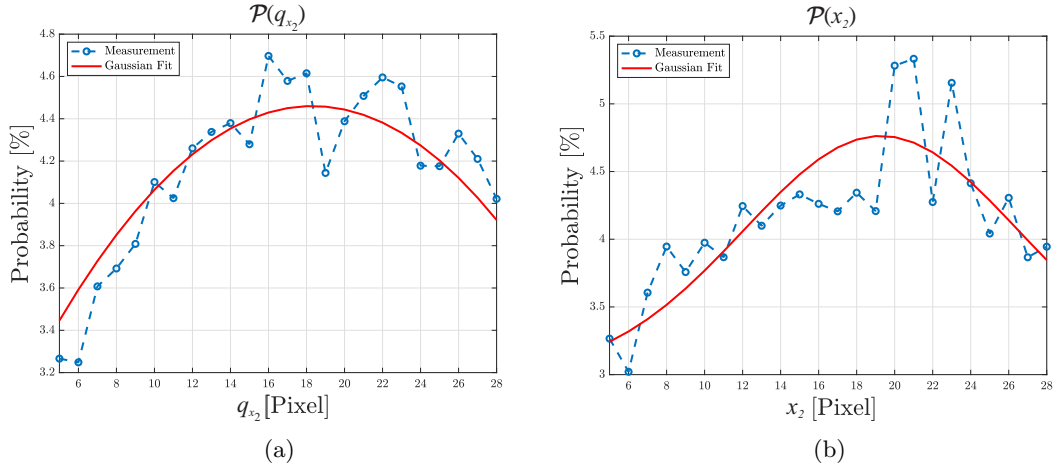 𝒫(q_{x_2})
4.8
4.6
4.4
4.2
4
3.8
3.6
3.4
3.2
Probability [%]
Measurement
Gaussian Fit
6 8 10 12 14 16 18 20 22 24 26 28
q_{x_2} [Pixel]
(a)
𝒫(x_2)
5.5
5
4.5
4
3.5
3
Probability [%]
Measurement
Gaussian Fit
6 8 10 12 14 16 18 20 22 24 26 28
x_2 [Pixel]
(b)